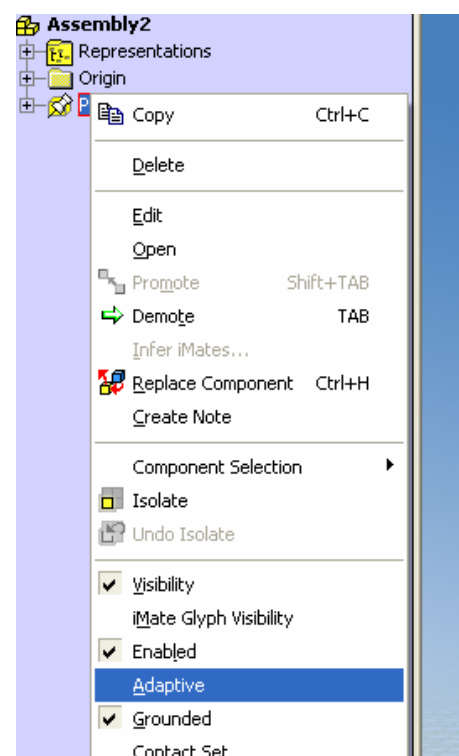 Assembly2
Representations
Origin
P
Copy Ctrl+C
Delete
Edit
Open
Promote Shift+TAB
Demote TAB
Infer iMates...
Replace Component Ctrl+H
Create Note
Component Selection
Isolate
Undo Isolate
Visibility
iMate Glyph Visibility
Enabled
Adaptive
Grounded
Contact Set